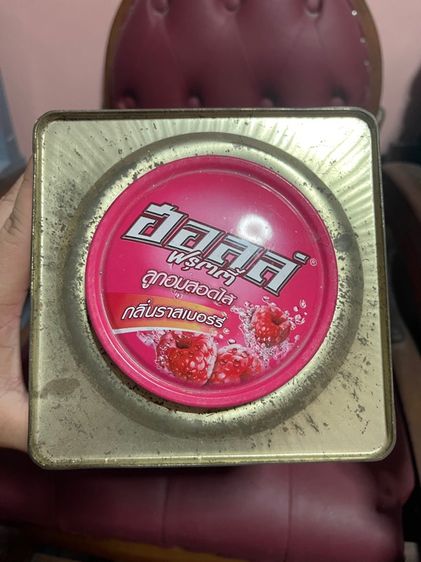 ฮอลล์®
ฟรุตตี้
ลูกอมสอดไส้
กลิ่นราสเบอร์รี่